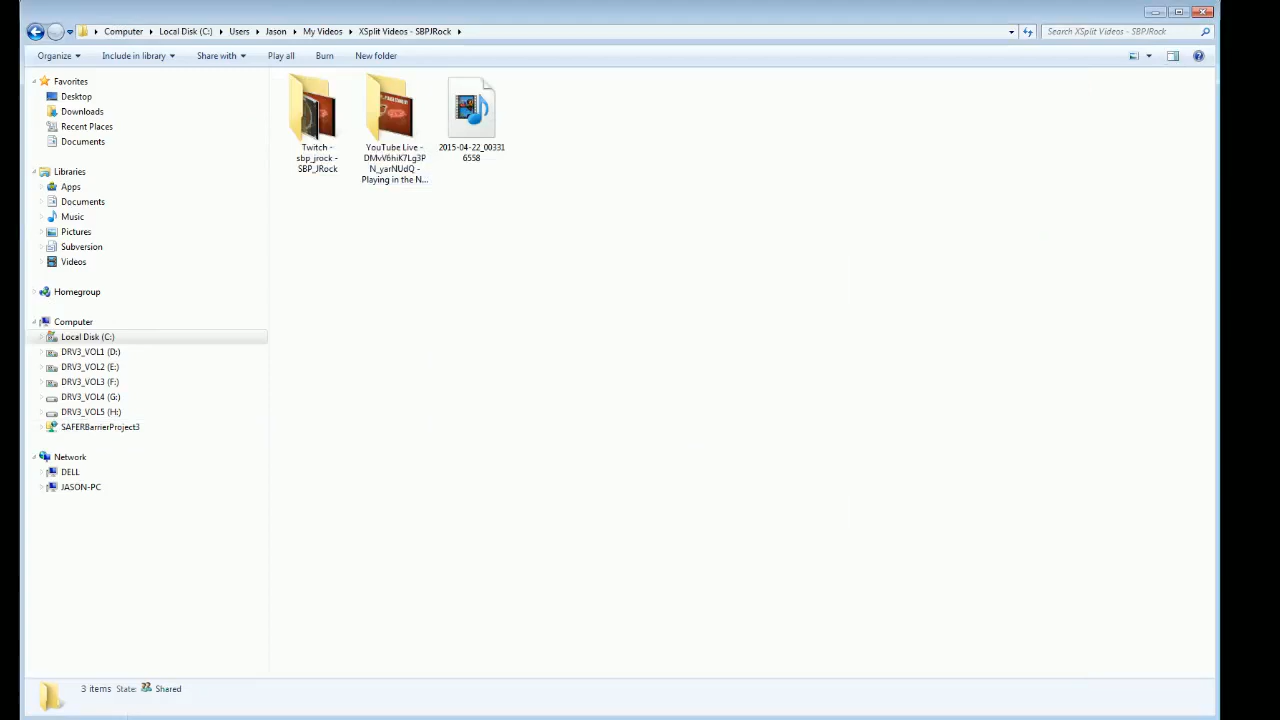 Computer Local Disk (C:) Users Jason My Videos XSplit Videos - SBPJRock
Search XSplit Videos - SBPJRock
Organize Include in library Share with Play all Burn New folder
Favorites
Desktop
Downloads
Recent Places
Documents
Libraries
Apps
Documents
Music
Pictures
Subversion
Videos
Homegroup
Computer
Local Disk (C:)
DRV3_VOL1 (D:)
DRV3_VOL2 (E:)
DRV3_VOL3 (F:)
DRV3_VOL4 (G:)
DRV3_VOL5 (H:)
SAFERBarrierProject3
Network
DELL
JASON-PC
Twitch -
sbp_jrock -
SBP_JRock
YouTube Live -
DMvV6hiK7Lg3P
N_yarNUdQ -
Playing in the N...
2015-04-22_00331
6558
3 items State: Shared